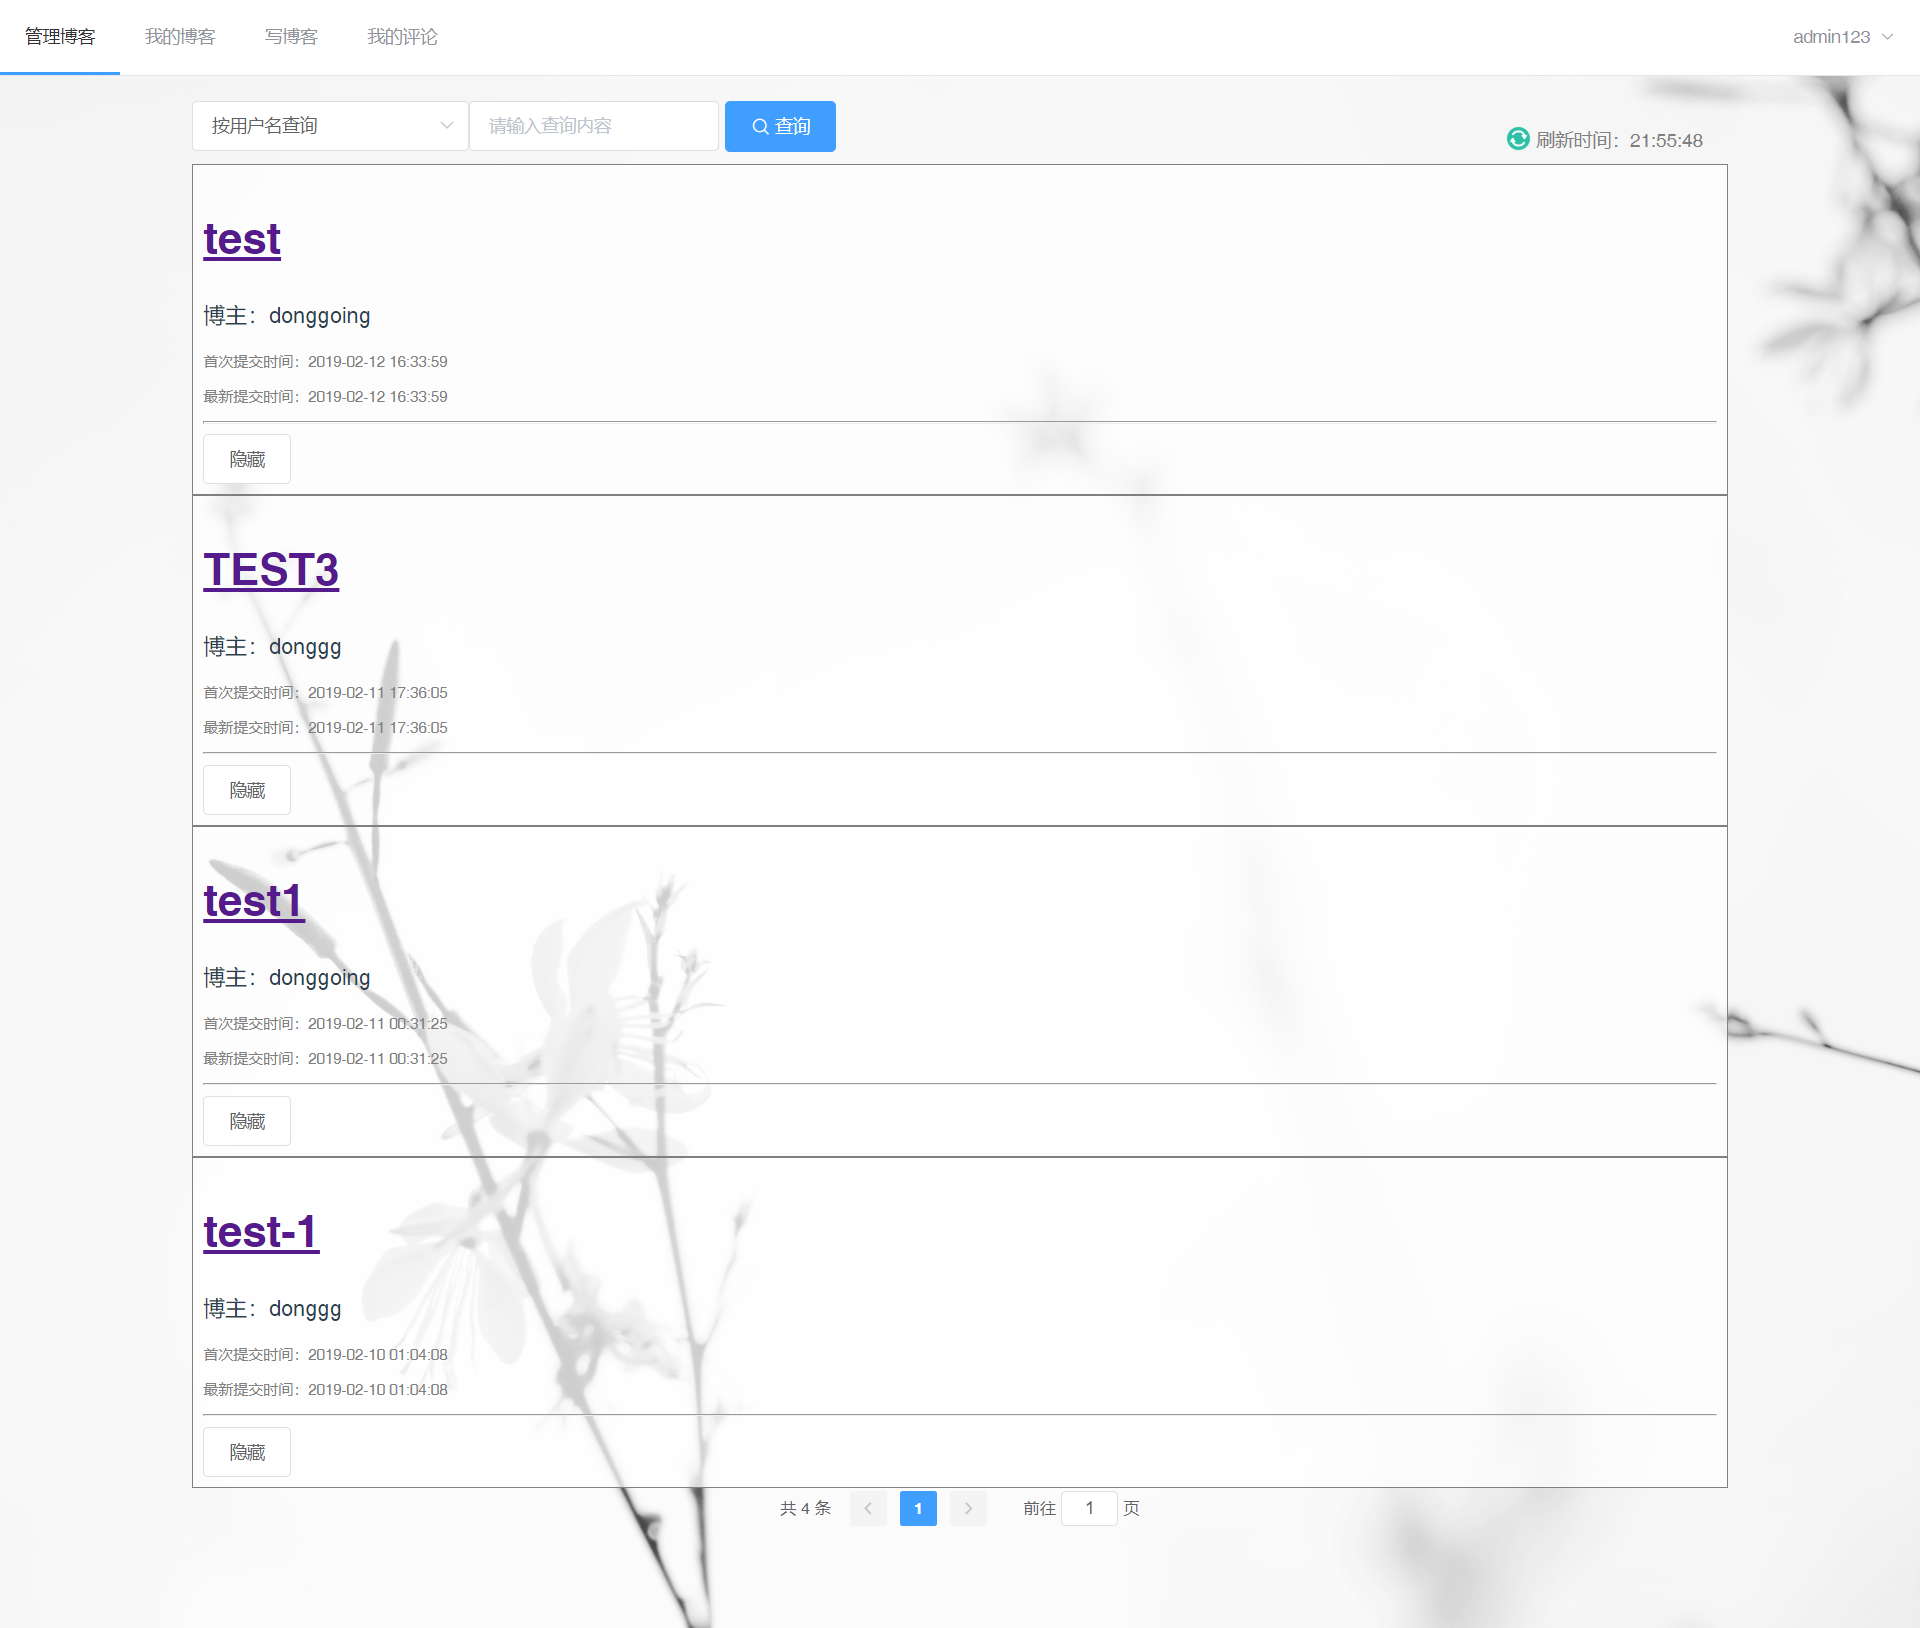 管理博客 我的博客 写博客 我的评论 admin123
按用户名查询 请输入查询内容 查询
刷新时间：21:55:48
test
博主：donggoing
首次提交时间：2019-02-12 16:33:59
最新提交时间：2019-02-12 16:33:59
隐藏
TEST3
博主：donggg
首次提交时间：2019-02-11 17:36:05
最新提交时间：2019-02-11 17:36:05
隐藏
test1
博主：donggoing
首次提交时间：2019-02-11 00:31:25
最新提交时间：2019-02-11 00:31:25
隐藏
test-1
博主：donggg
首次提交时间：2019-02-10 01:04:08
最新提交时间：2019-02-10 01:04:08
隐藏
共 4 条 1 前往 1 页